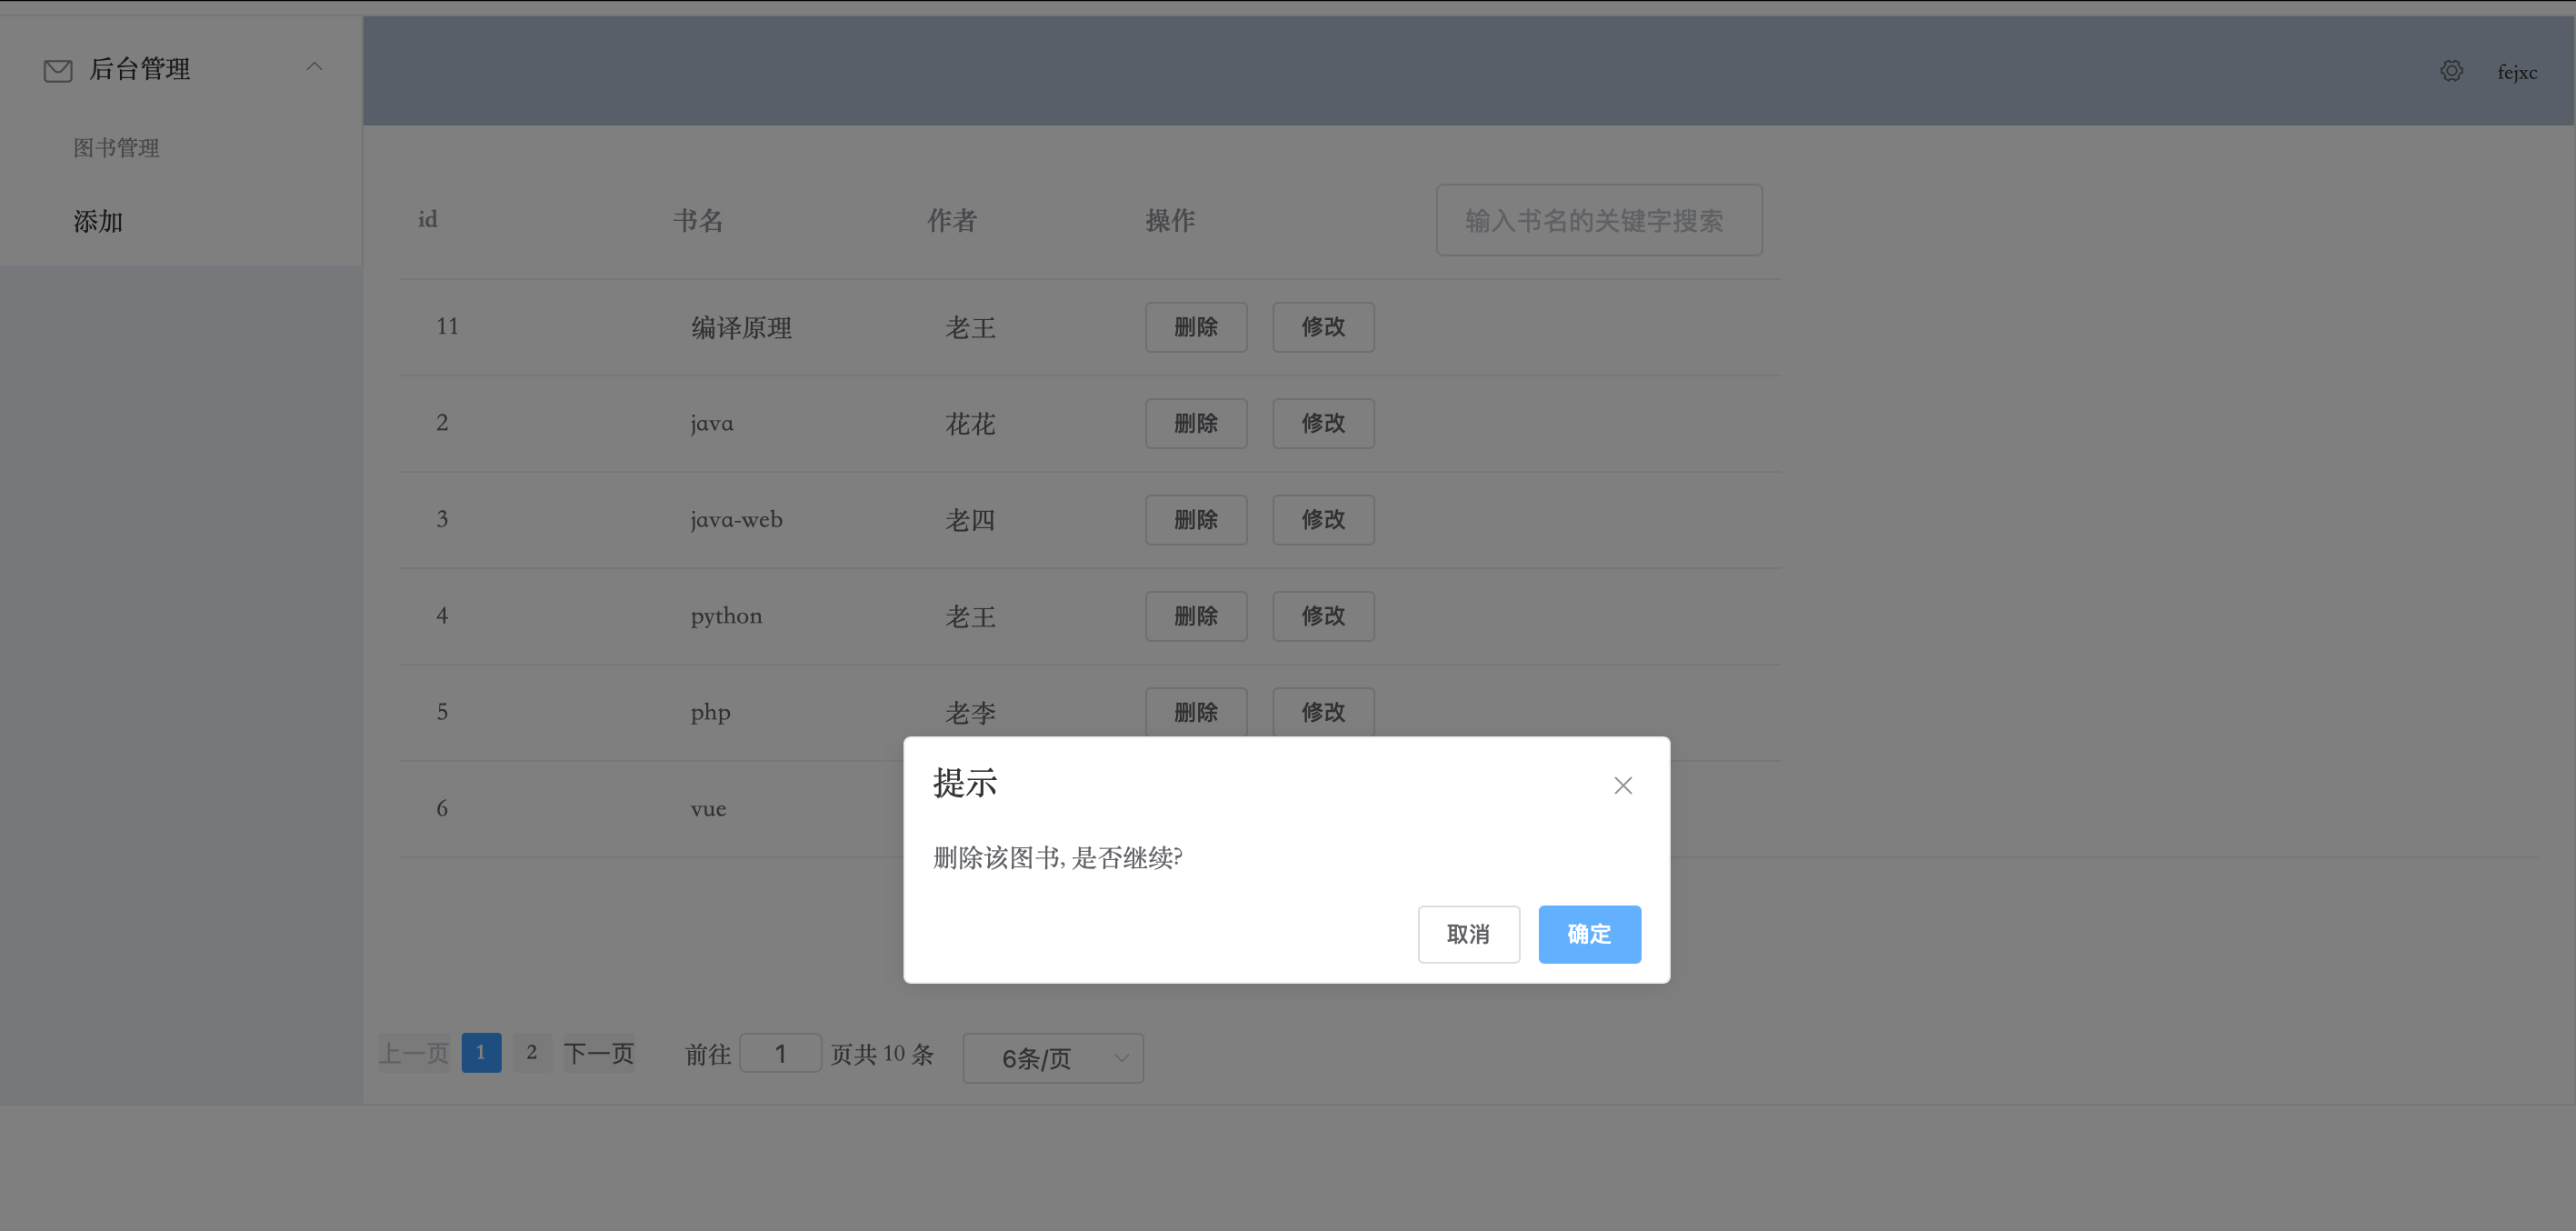 后台管理
fejxc
图书管理
添加
id 书名 作者 操作 输入书名的关键字搜索
11 编译原理 老王 删除 修改
2 java 花花 删除 修改
3 java-web 老四 删除 修改
4 python 老王 删除 修改
5 php 老李 删除 修改
6 vue
提示
删除该图书, 是否继续?
取消 确定
上一页 1 2 下一页 前往 1 页共 10 条 6条/页